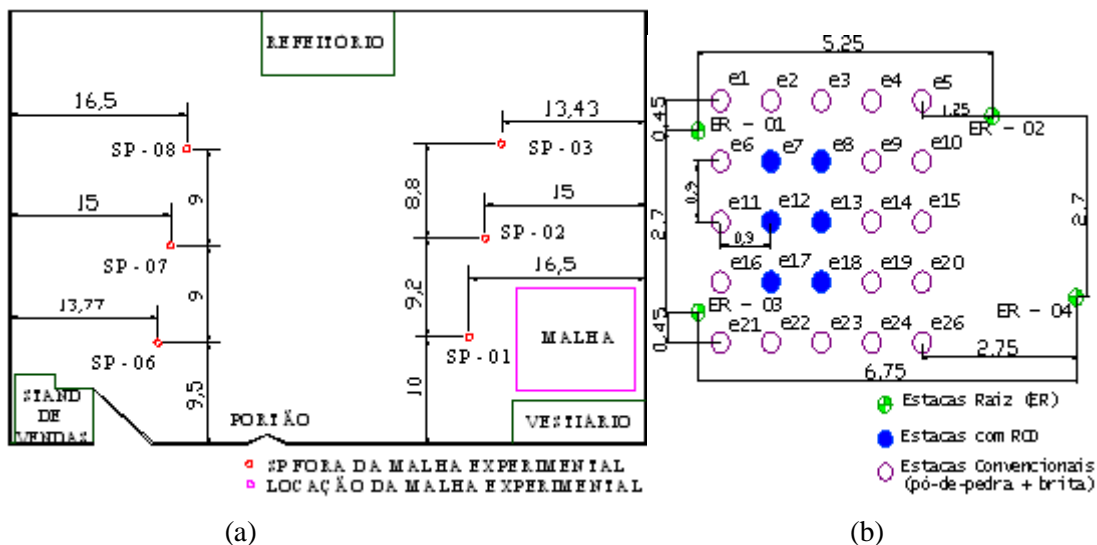 REFEITORIO
16,5
13,43
SP - 08
SP - 03
9
8,8
15
15
SP - 07
SP - 02
16,5
9
9,2
13,77
SP - 06
SP - 01
MALHA
9,5
10
STAND
DE
VENDAS
PORTÃO
VESTIARIO
SP FORA DA MALHA EXPERIMENTAL
LOCAÇÃO DA MALHA EXPERIMENTAL
(a)
5,25
e1 e2 e3 e4 e5
0,45
ER - 01
1,25
ER - 02
e6 e7 e8 e9 e10
0,9
2,7
2,7
e11 e12 e13 e14 e15
0,9
e16 e17 e18 e19 e20
ER - 03
ER - 04
0,45
e21 e22 e23 e24 e26
2,75
6,75
Estacas Raiz (ER)
Estacas com RCD
Estacas Convencionais
(pó-de-pedra + brita)
(b)